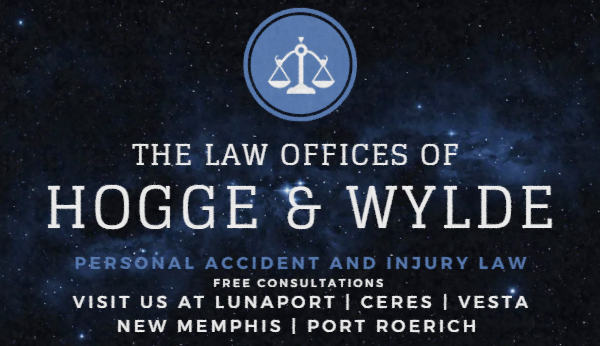 THE LAW OFFICES OF
HOGGE & WYLDE
PERSONAL ACCIDENT AND INJURY LAW
FREE CONSULTATIONS
VISIT US AT LUNAPORT | CERES | VESTA
NEW MEMPHIS | PORT ROERICH